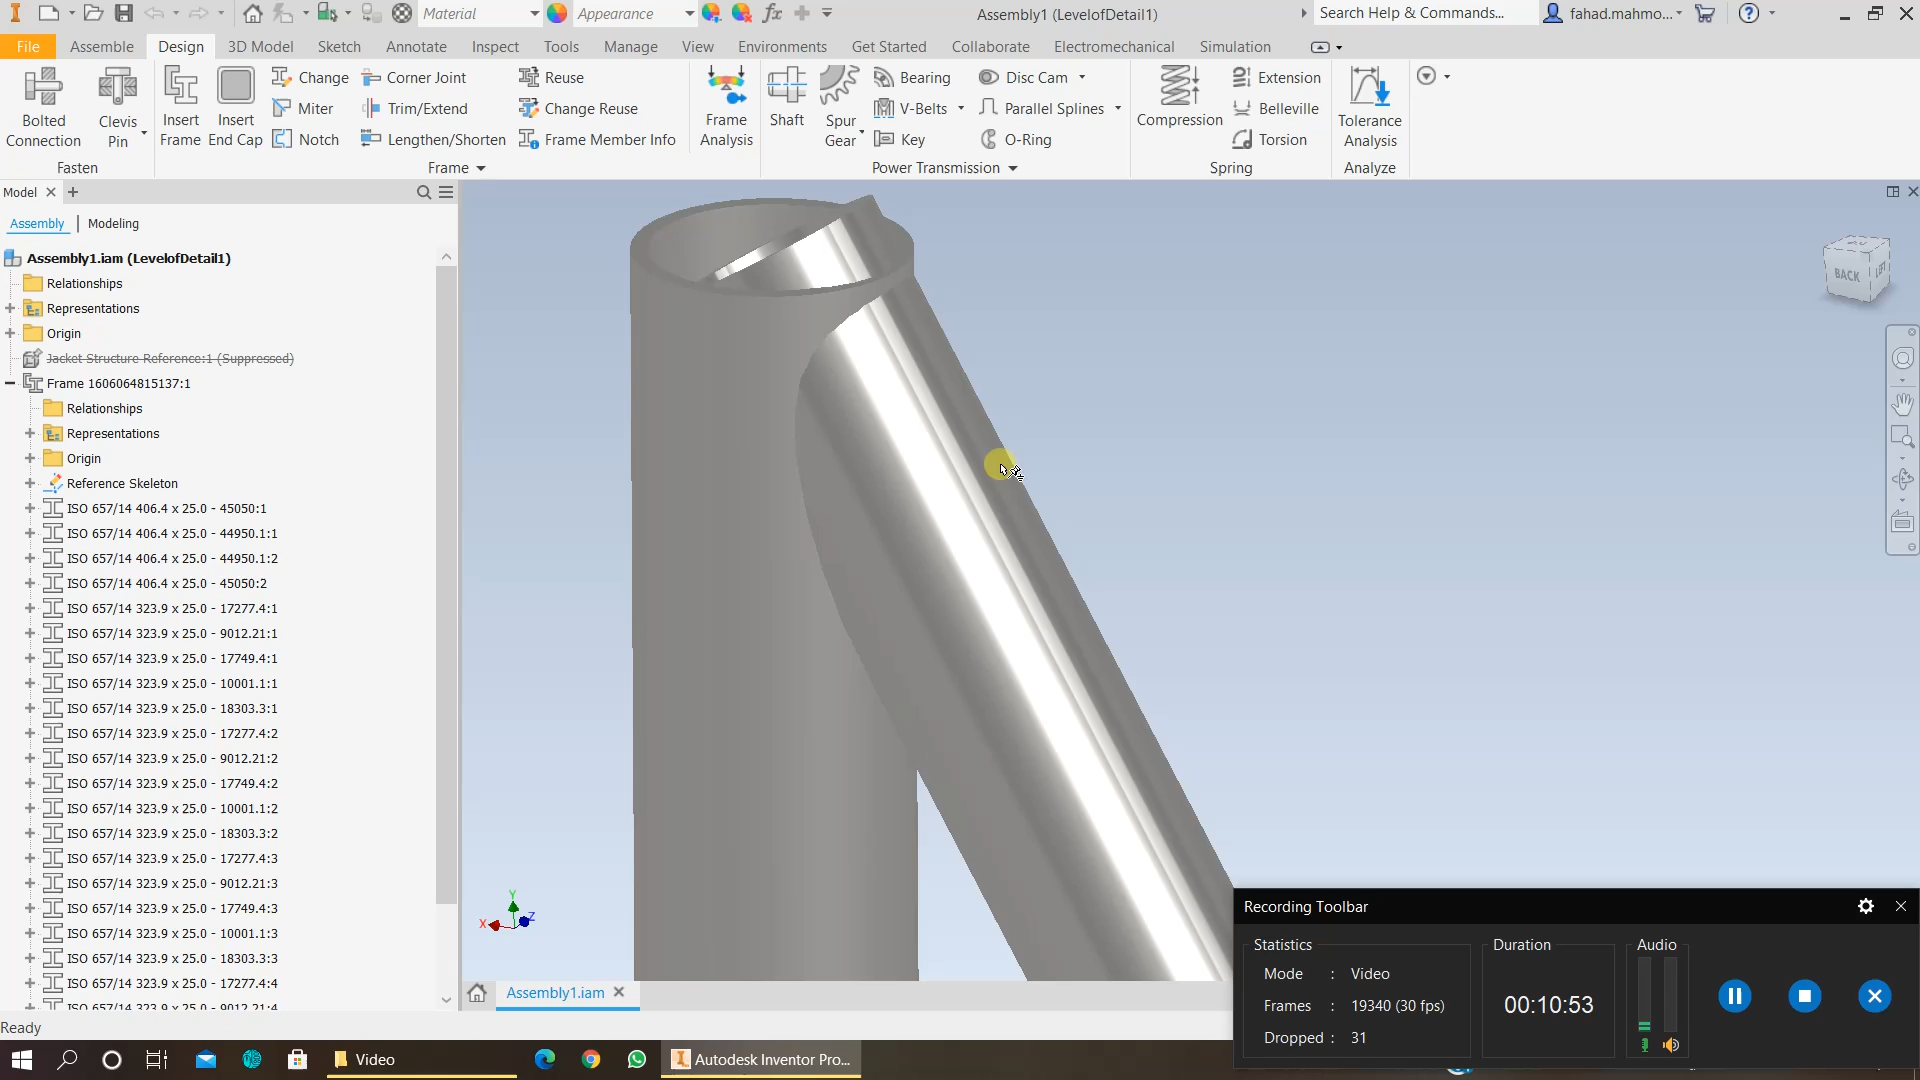 Material
Appearance
Assembly1 (LevelofDetail1)
Search Help & Commands...
fahad.mahmo...
File
Assemble
Design
3D Model
Sketch
Annotate
Inspect
Tools
Manage
View
Environments
Get Started
Collaborate
Electromechanical
Simulation
Bolted Connection
Clevis Pin
Fasten
Insert Frame
Insert End Cap
Change
Miter
Notch
Corner Joint
Trim/Extend
Lengthen/Shorten
Reuse
Change Reuse
Frame Member Info
Frame
Frame Analysis
Shaft
Spur Gear
Bearing
V-Belts
Key
Disc Cam
Parallel Splines
O-Ring
Power Transmission
Compression
Extension
Belleville
Torsion
Spring
Tolerance Analysis
Analyze
Model
Assembly
Modeling
Assembly1.iam (LevelofDetail1)
Relationships
Representations
Origin
Jacket Structure Reference:1 (Suppressed)
Frame 1606064815137:1
Relationships
Representations
Origin
Reference Skeleton
ISO 657/14 406.4 x 25.0 - 45050:1
ISO 657/14 406.4 x 25.0 - 44950.1:1
ISO 657/14 406.4 x 25.0 - 44950.1:2
ISO 657/14 406.4 x 25.0 - 45050:2
ISO 657/14 323.9 x 25.0 - 17277.4:1
ISO 657/14 323.9 x 25.0 - 9012.21:1
ISO 657/14 323.9 x 25.0 - 17749.4:1
ISO 657/14 323.9 x 25.0 - 10001.1:1
ISO 657/14 323.9 x 25.0 - 18303.3:1
ISO 657/14 323.9 x 25.0 - 17277.4:2
ISO 657/14 323.9 x 25.0 - 9012.21:2
ISO 657/14 323.9 x 25.0 - 17749.4:2
ISO 657/14 323.9 x 25.0 - 10001.1:2
ISO 657/14 323.9 x 25.0 - 18303.3:2
ISO 657/14 323.9 x 25.0 - 17277.4:3
ISO 657/14 323.9 x 25.0 - 9012.21:3
ISO 657/14 323.9 x 25.0 - 17749.4:3
ISO 657/14 323.9 x 25.0 - 10001.1:3
ISO 657/14 323.9 x 25.0 - 18303.3:3
ISO 657/14 323.9 x 25.0 - 17277.4:4
ISO 657/14 323.9 x 25.0 - 9012.21:4
BACK
LEFT
Y
X
Z
Assembly1.iam
Ready
Recording Toolbar
Statistics
Mode : Video
Frames : 19340 (30 fps)
Dropped : 31
Duration
00:10:53
Audio
Video
Autodesk Inventor Pro...